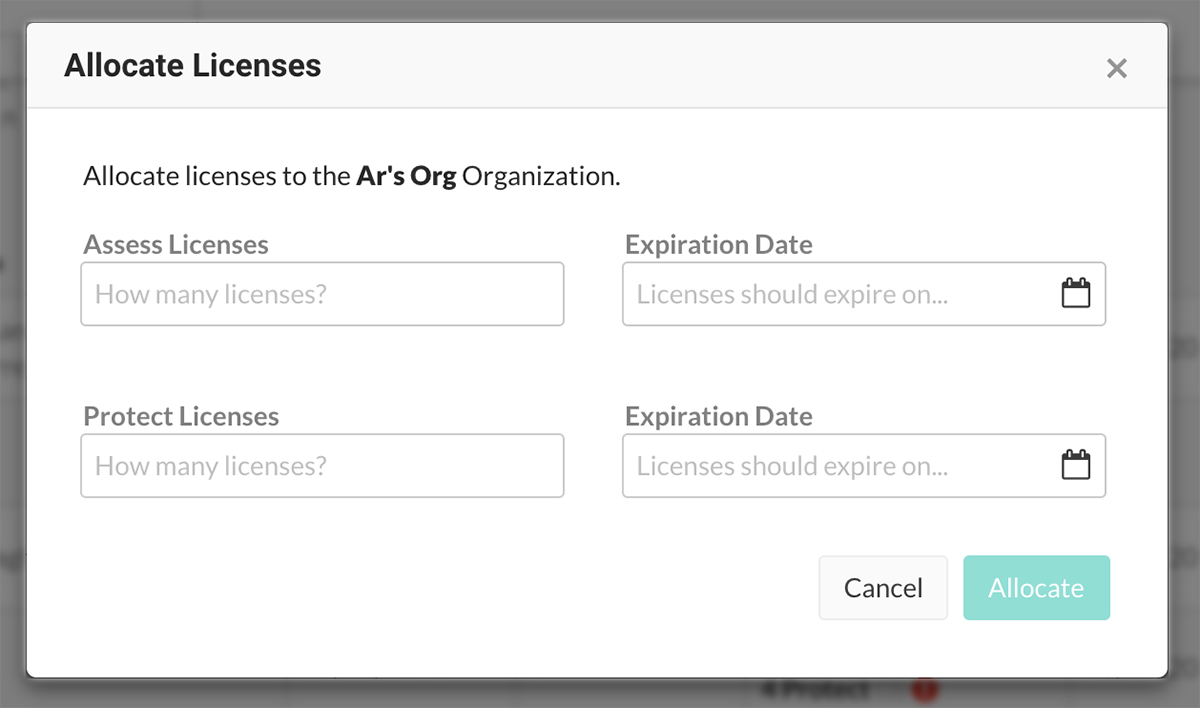 Allocate Licenses
Allocate licenses to the Ar's Org Organization.
Assess Licenses
Expiration Date
How many licenses?
Licenses should expire on...
Protect Licenses
Expiration Date
How many licenses?
Licenses should expire on...
Cancel
Allocate
4 Protect